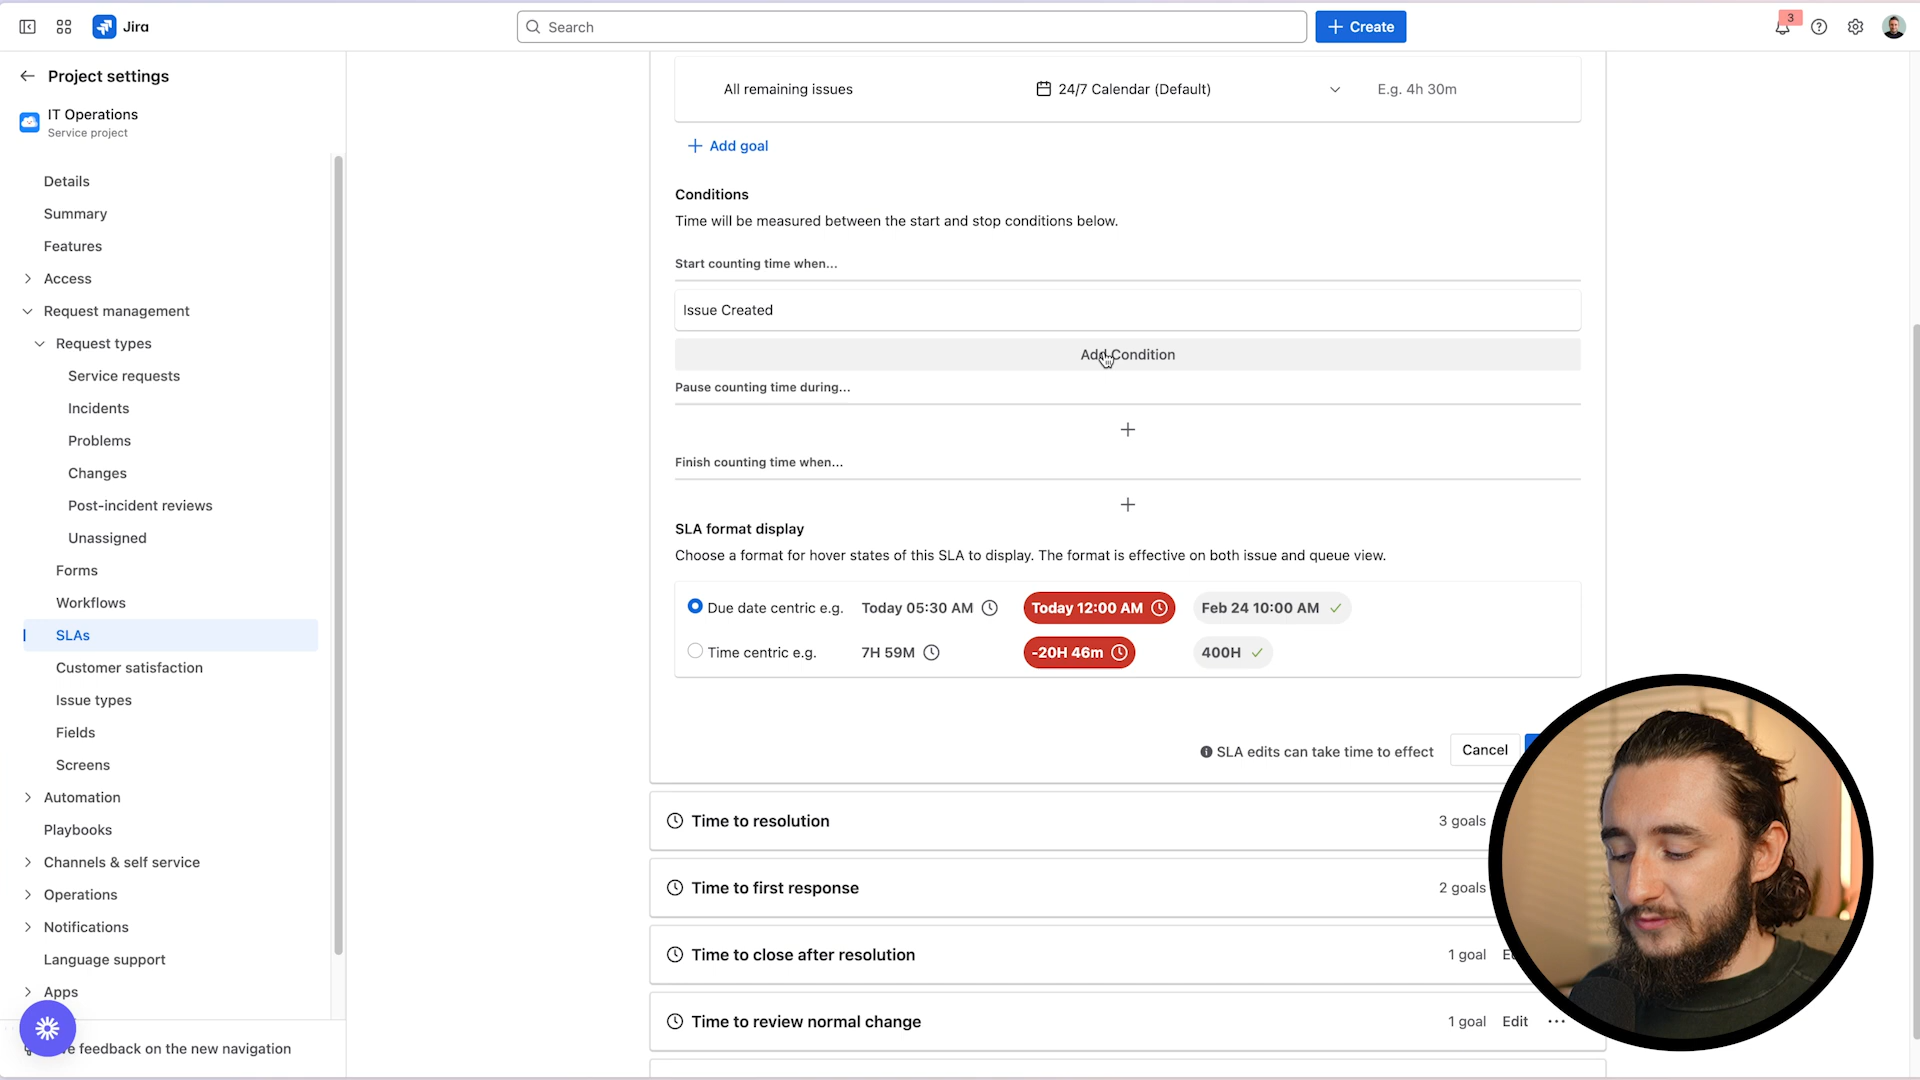 Jira
Search
Create
3
Project settings
IT Operations
Service project
Details
Summary
Features
Access
Request management
Request types
Service requests
Incidents
Problems
Changes
Post-incident reviews
Unassigned
Forms
Workflows
SLAs
Customer satisfaction
Issue types
Fields
Screens
Automation
Playbooks
Channels & self service
Operations
Notifications
Language support
Apps
feedback on the new navigation
All remaining issues
24/7 Calendar (Default)
E.g. 4h 30m
Add goal
Conditions
Time will be measured between the start and stop conditions below.
Start counting time when...
Issue Created
Add Condition
Pause counting time during...
Finish counting time when...
SLA format display
Choose a format for hover states of this SLA to display. The format is effective on both issue and queue view.
Due date centric e.g. Today 05:30 AM Today 12:00 AM Feb 24 10:00 AM
Time centric e.g. 7H 59M -20H 46m 400H
SLA edits can take time to effect Cancel
Time to resolution 3 goals
Time to first response 2 goals
Time to close after resolution 1 goal
Time to review normal change 1 goal Edit